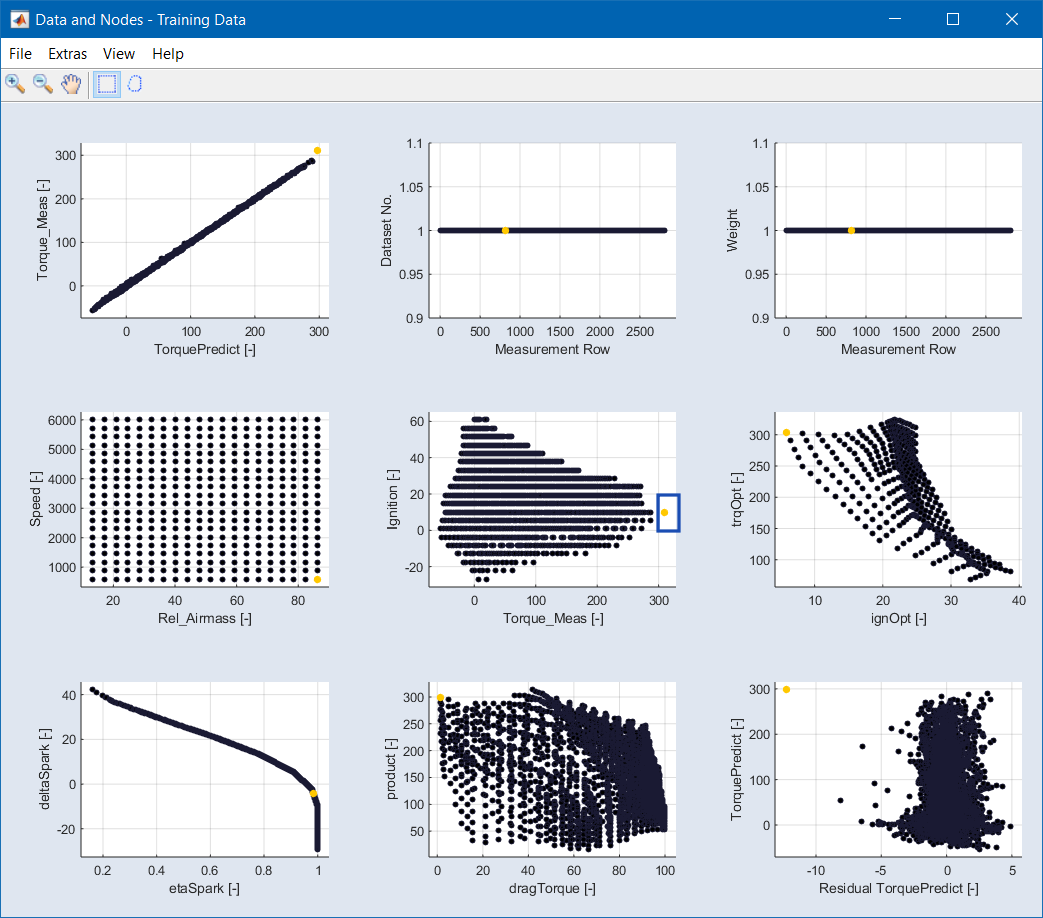 Data and Nodes - Training Data
File Extras View Help
300
200
100
0
Torque_Meas [-]
0 100 200 300
TorquePredict [-]
1.1
1.05
1
0.95
0.9
Dataset No.
0 500 1000 1500 2000 2500
Measurement Row
1.1
1.05
1
0.95
0.9
Weight
0 500 1000 1500 2000 2500
Measurement Row
6000
5000
4000
3000
2000
1000
Speed [-]
20 40 60 80
Rel_Airmass [-]
60
40
20
0
-20
Ignition [-]
0 100 200 300
Torque_Meas [-]
300
250
200
150
100
trqOpt [-]
10 20 30 40
ignOpt [-]
40
20
0
-20
deltaSpark [-]
0.2 0.4 0.6 0.8 1
etaSpark [-]
300
250
200
150
100
50
product [-]
0 20 40 60 80 100
dragTorque [-]
300
200
100
0
TorquePredict [-]
-10 -5 0 5
Residual TorquePredict [-]